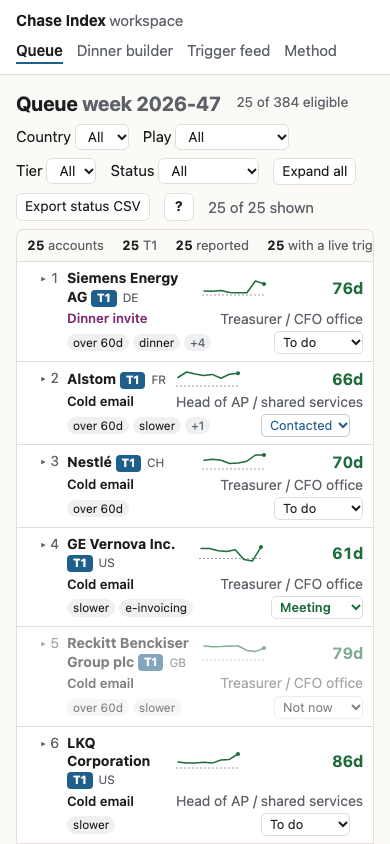 Chase Index workspace
Queue Dinner builder Trigger feed Method
Queue week 2026-47 25 of 384 eligible
Country All Play All
Tier All Status All Expand all
Export status CSV ? 25 of 25 shown
25 accounts 25 T1 25 reported 25 with a live trig
1 Siemens Energy AG T1 DE 76d
Dinner invite Treasurer / CFO office
over 60d dinner +4 To do
2 Alstom T1 FR 66d
Cold email Head of AP / shared services
over 60d slower +1 Contacted
3 Nestlé T1 CH 70d
Cold email Treasurer / CFO office
over 60d To do
4 GE Vernova Inc. T1 US 61d
Cold email Treasurer / CFO office
slower e-invoicing Meeting
5 Reckitt Benckiser Group plc T1 GB 79d
Cold email Treasurer / CFO office
over 60d slower Not now
6 LKQ Corporation T1 US 86d
Cold email Head of AP / shared services
slower To do